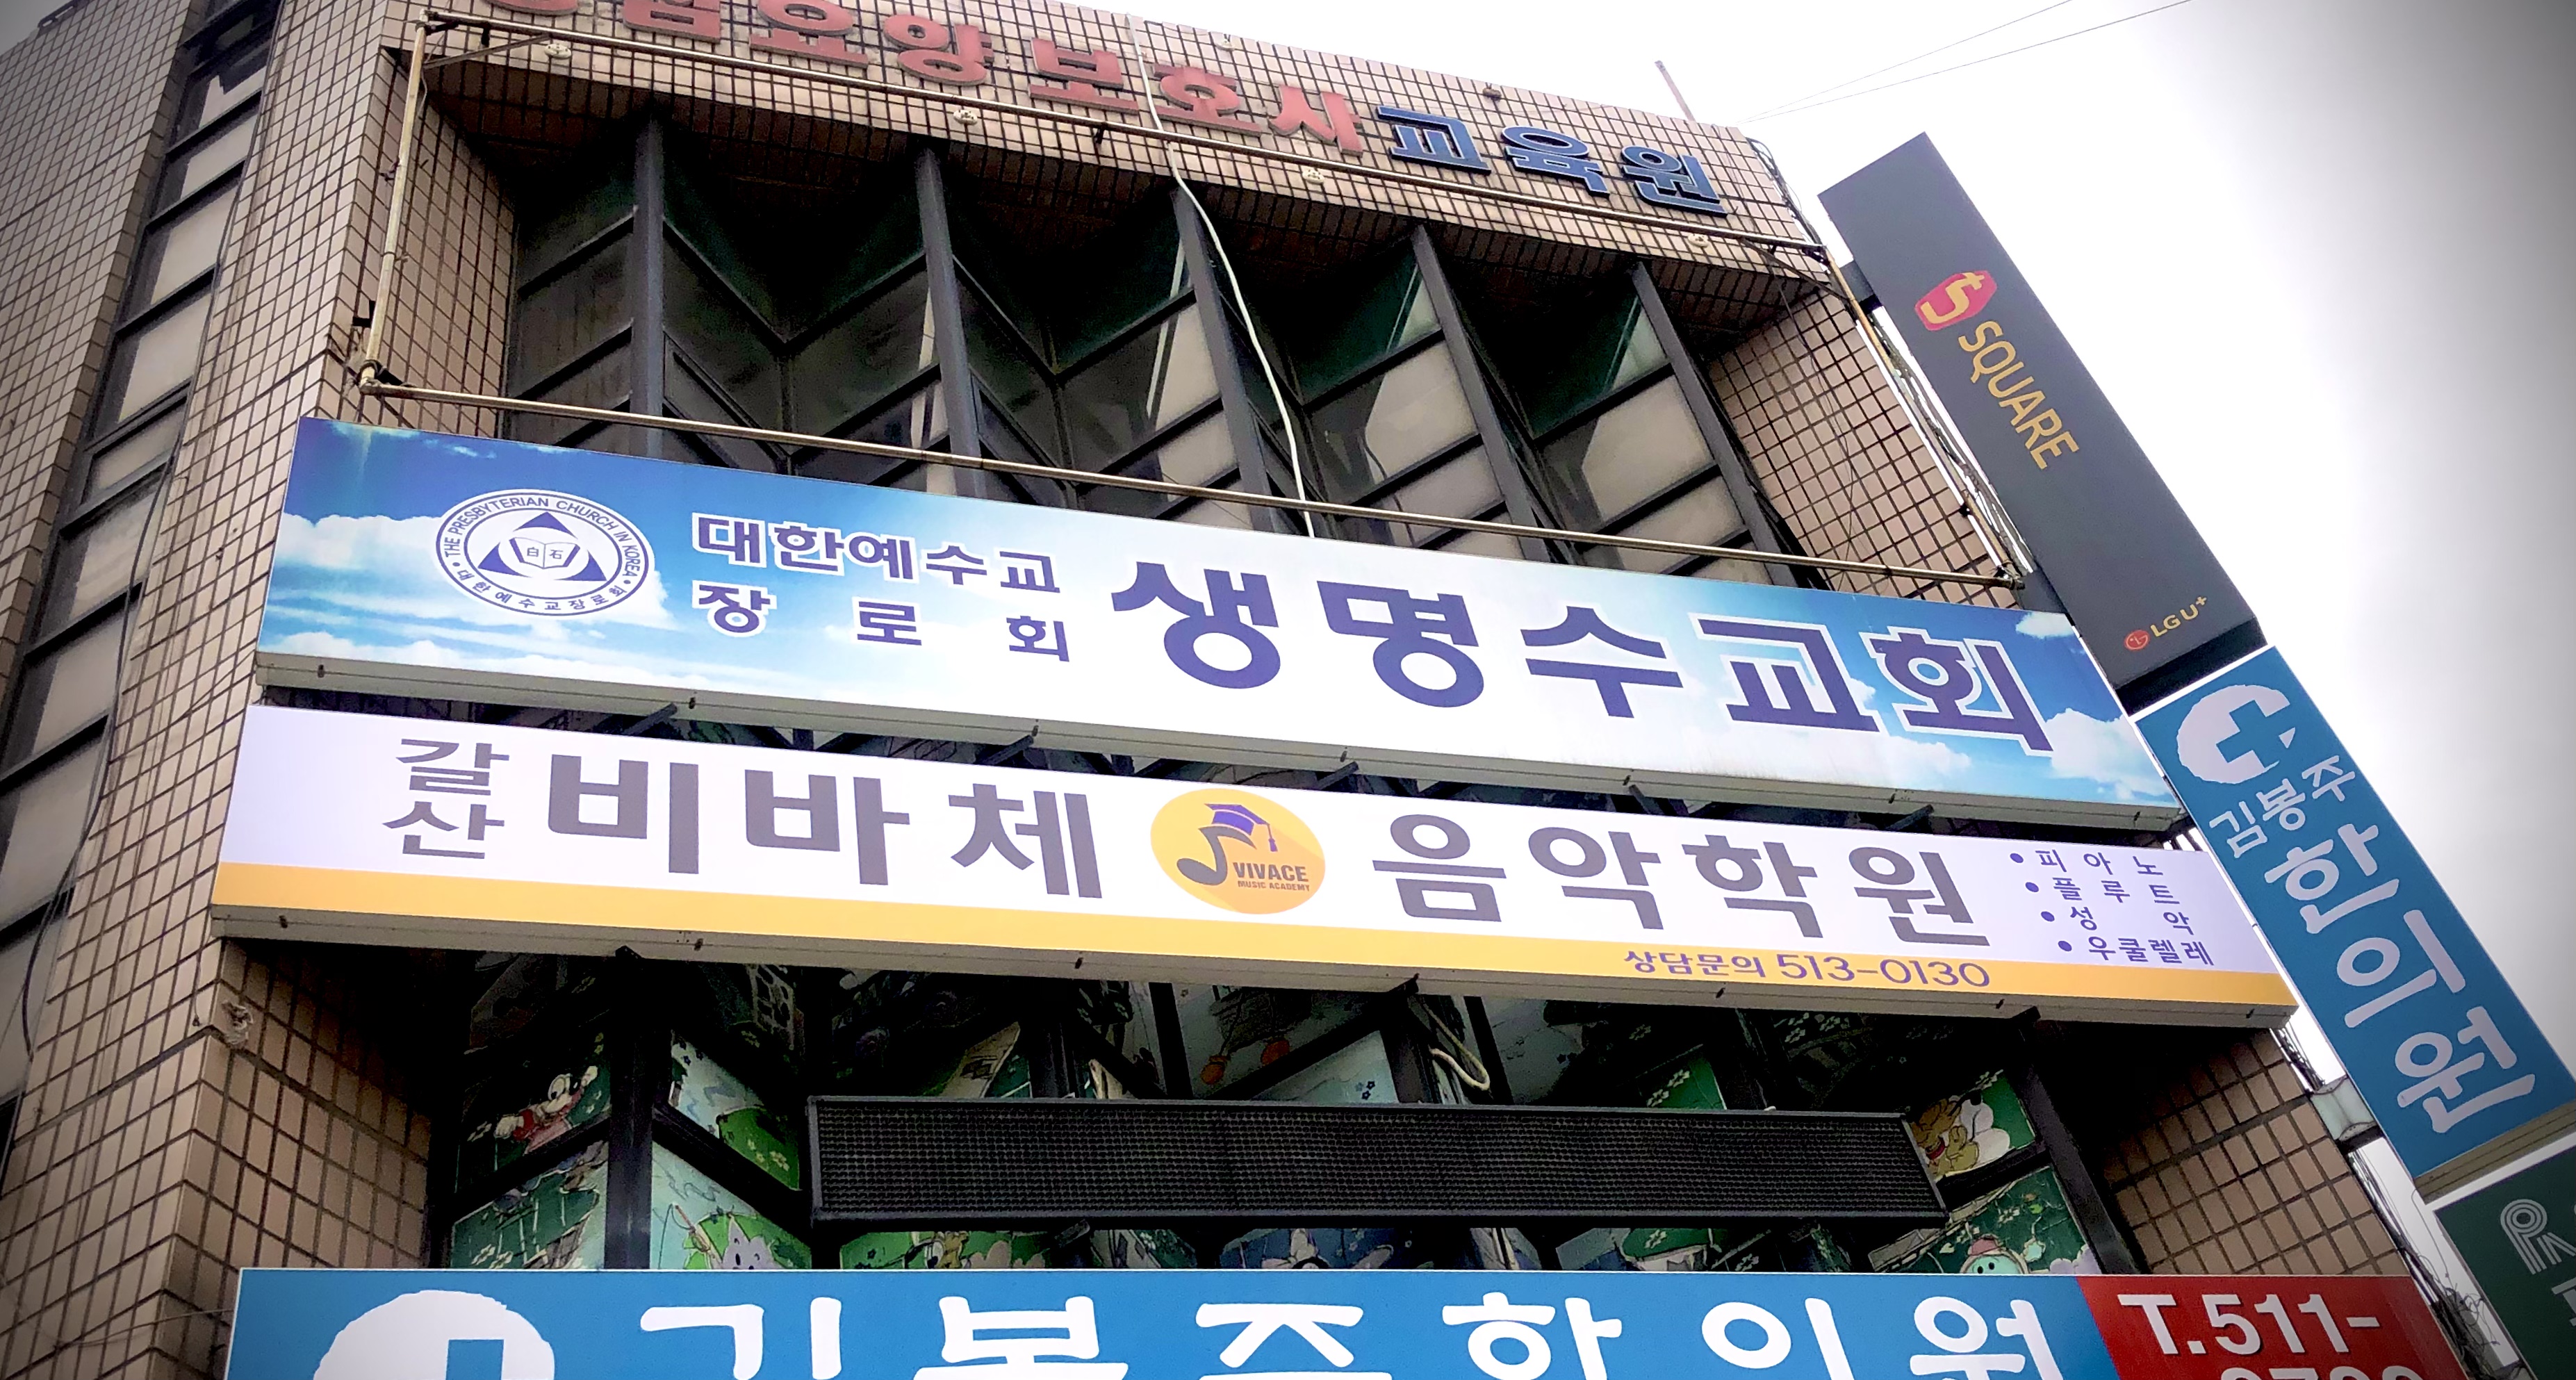 요양보호사교육원
S SQUARE
LG U+
THE PRESBYTERIAN CHURCH IN KOREA
白石
대한예수교장로회
대한예수교
장로회
생명수교회
갈산
비바체
VIVACE
MUSIC ACADEMY
음악학원
• 피아노
• 플루트
• 성악
• 우쿨렐레
상담문의 513-0130
김봉주
한의원
김봉주한의원
T.511-